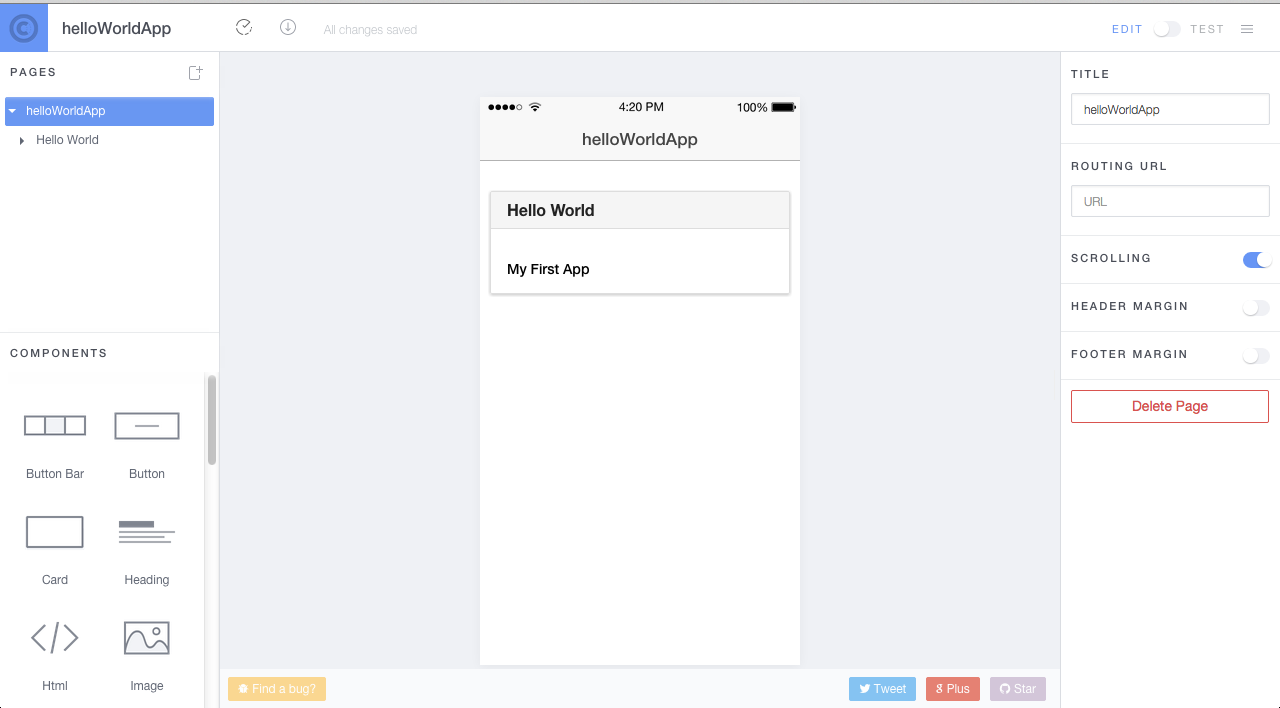 helloWorldApp
All changes saved
EDIT
TEST
PAGES
helloWorldApp
Hello World
COMPONENTS
Button Bar
Button
Card
Heading
Html
Image
4:20 PM
100%
helloWorldApp
Hello World
My First App
Find a bug?
Tweet
Plus
Star
TITLE
helloWorldApp
ROUTING URL
URL
SCROLLING
HEADER MARGIN
FOOTER MARGIN
Delete Page